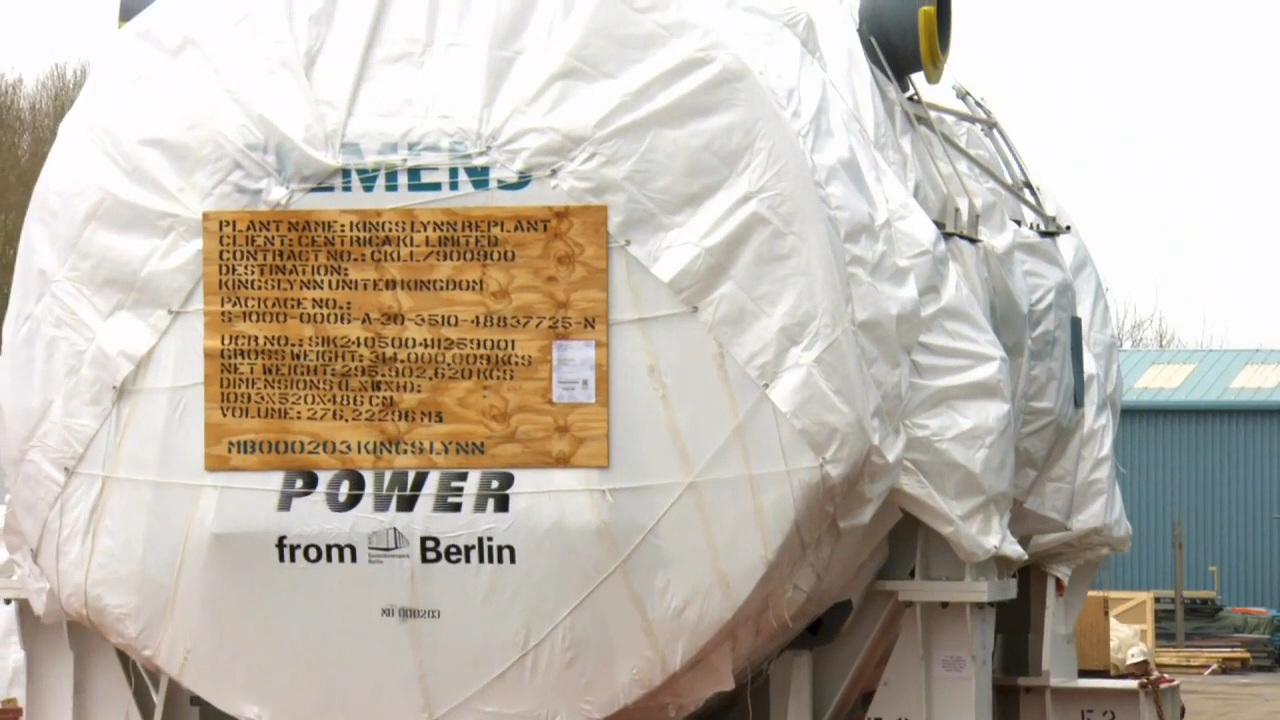 SIEMENS
PLANT NAME: KINGS LYNN REPLANT
CLIENT: CENTRICA KL LIMITED
CONTRACT NO.: CKLL/900900
DESTINATION:
KINGSLYNN UNITED KINGDOM
PACKAGE NO.:
S-1000-0006-A-20-3510-48837725-N
UCR NO.: SIK240500411259001
GROSS WEIGHT: 314.000,009 KGS
NET WEIGHT: 295.902,620 KGS
DIMENSIONS (LXWXH):
1093X520X486 CM
VOLUME: 276,22296 M3
MB000203 KINGS LYNN
POWER
from Berlin